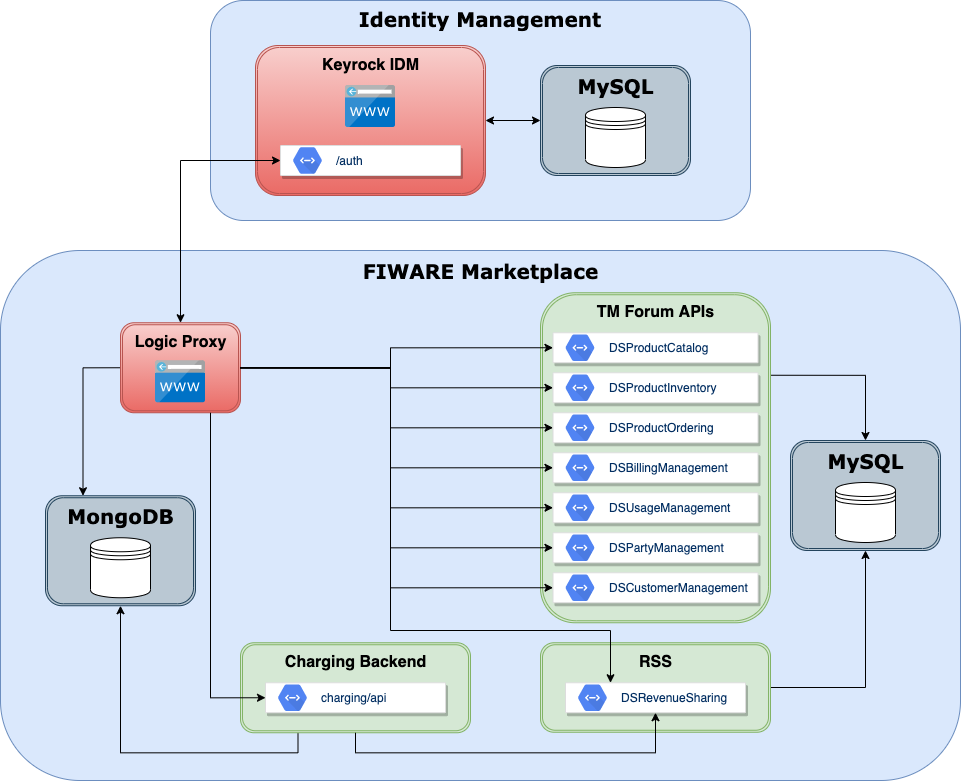 Identity Management
Keyrock IDM
WWW
/auth
MySQL
FIWARE Marketplace
Logic Proxy
WWW
TM Forum APIs
DSProductCatalog
DSProductInventory
DSProductOrdering
DSBillingManagement
DSUsageManagement
DSPartyManagement
DSCustomerManagement
MySQL
MongoDB
Charging Backend
charging/api
RSS
DSRevenueSharing